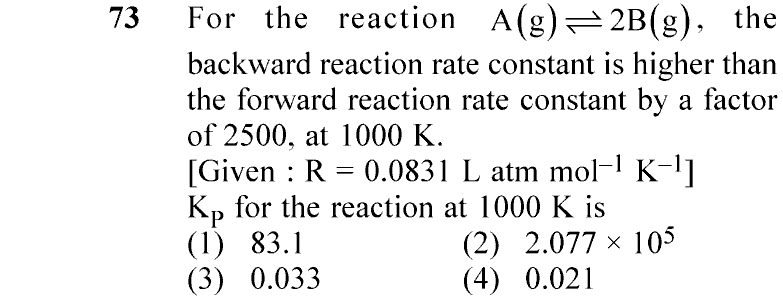 73 For the reaction A(g)⇌2B(g), the
backward reaction rate constant is higher than
the forward reaction rate constant by a factor
of 2500, at 1000 K.
[Given : R = 0.0831 L atm mol⁻¹ K⁻¹]
Kₚ for the reaction at 1000 K is
(1) 83.1 (2) 2.077 × 10⁵
(3) 0.033 (4) 0.021